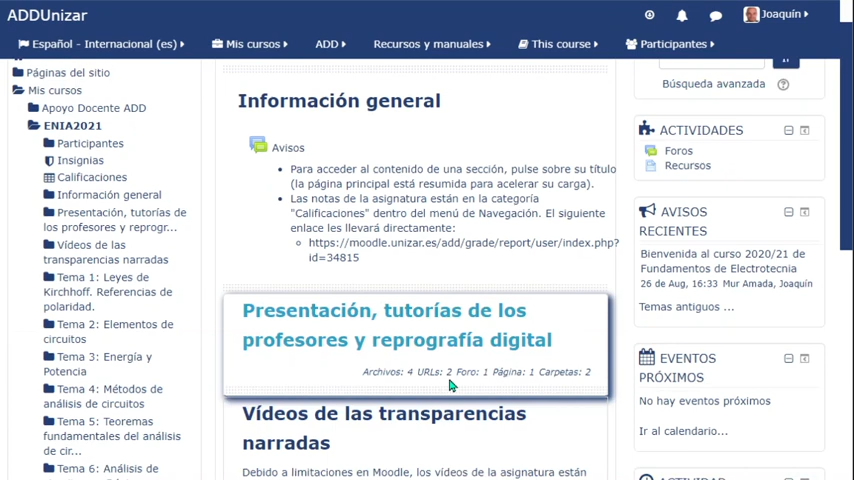 ADDUnizar
Joaquín
Español - Internacional (es)
Mis cursos
ADD
Recursos y manuales
This course
Participantes
Páginas del sitio
Mis cursos
Apoyo Docente ADD
ENIA2021
Participantes
Insignias
Calificaciones
Información general
Presentación, tutorías de
los profesores y reprogr...
Vídeos de las
transparencias narradas
Tema 1: Leyes de
Kirchhoff. Referencias de
polaridad.
Tema 2: Elementos de
circuitos
Tema 3: Energía y
Potencia
Tema 4: Métodos de
análisis de circuitos
Tema 5: Teoremas
fundamentales del análisis
de cir...
Tema 6: Análisis de
Información general
Avisos
Para acceder al contenido de una sección, pulse sobre su título
(la página principal está resumida para acelerar su carga).
Las notas de la asignatura están en la categoría
"Calificaciones" dentro del menú de Navegación. El siguiente
enlace les llevará directamente:
https://moodle.unizar.es/add/grade/report/user/index.php?
id=34815
Presentación, tutorías de los
profesores y reprografía digital
Archivos: 4 URLs: 2 Foro: 1 Página: 1 Carpetas: 2
Vídeos de las transparencias
narradas
Debido a limitaciones en Moodle, los vídeos de la asignatura están
Búsqueda avanzada
ACTIVIDADES
Foros
Recursos
AVISOS
RECIENTES
Bienvenida al curso 2020/21 de
Fundamentos de Electrotecnia
26 de Aug, 16:33 Mur Amada, Joaquín
Temas antiguos ...
EVENTOS
PRÓXIMOS
No hay eventos próximos
Ir al calendario...
ACTIVIDAD